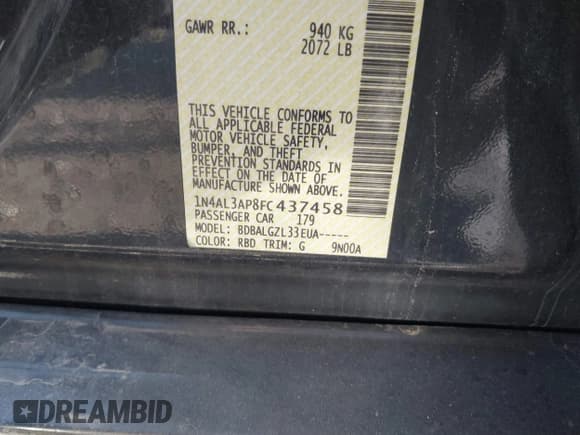 GAWR RR.: 940 KG
2072 LB
THIS VEHICLE CONFORMS TO
ALL APPLICABLE FEDERAL
MOTOR VEHICLE SAFETY,
BUMPER, AND THEFT
PREVENTION STANDARDS IN
EFFECT ON THE DATE OF
MANUFACTURE SHOWN ABOVE.
1N4AL3AP8FC437458
PASSENGER CAR 179
MODEL: BDBALGZL33EUA-----
COLOR: RBD TRIM: G 9N00A
DREAMBID